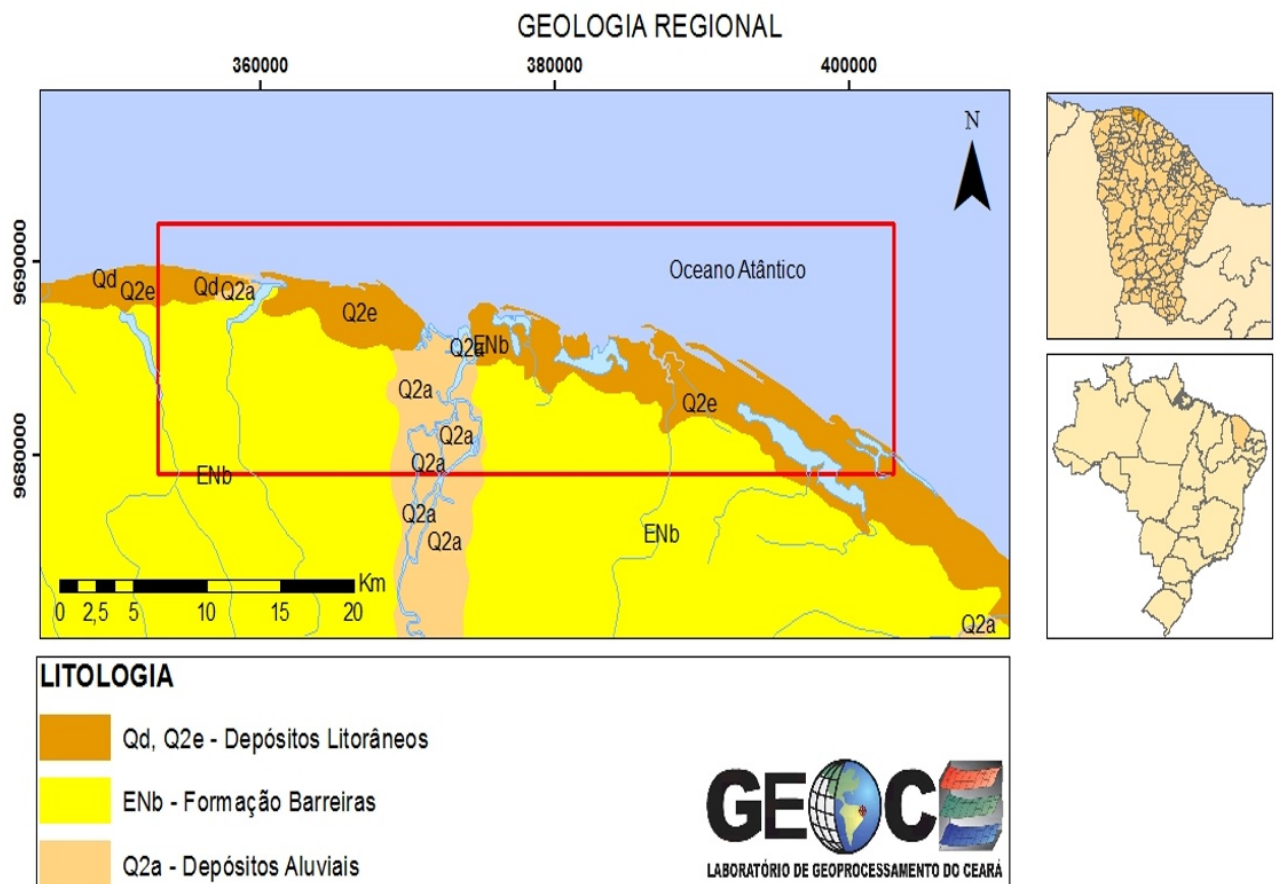 GEOLOGIA REGIONAL
360000 380000 400000
N
9690000
Oceano Atântico
Qd
Q2e
Qd
Q2a
Q2e
Q2a
ENb
Q2a
Q2e
Q2a
9680000
Q2a
ENb
Q2a
ENb
Q2a
Km
0 2,5 5 10 15 20
Q2a
LITOLOGIA
Qd, Q2e - Depósitos Litorâneos
ENb - Formação Barreiras
Q2a - Depósitos Aluviais
GEOCE
LABORATÓRIO DE GEOPROCESSAMENTO DO CEARÁ